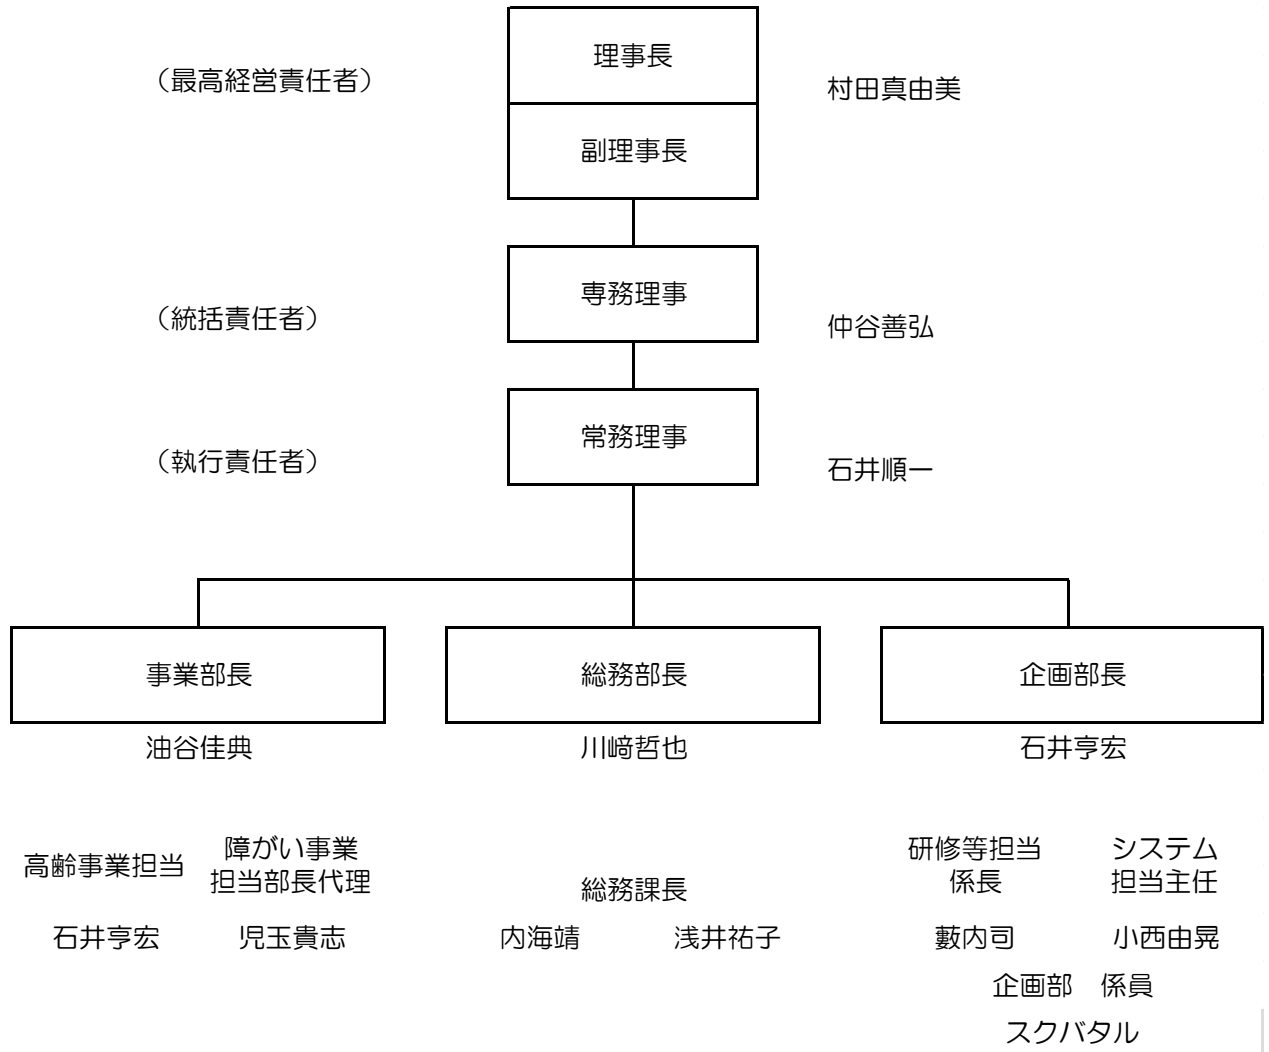 理事長
（最高経営責任者）
村田真由美
副理事長
専務理事
（統括責任者）
仲谷善弘
常務理事
（執行責任者）
石井順一
事業部長
総務部長
企画部長
油谷佳典
川﨑哲也
石井亨宏
高齢事業担当
障がい事業
担当部長代理
総務課長
研修等担当
係長
システム
担当主任
石井亨宏
児玉貴志
内海靖
浅井祐子
藪内司
小西由晃
企画部　係員
スクバタル